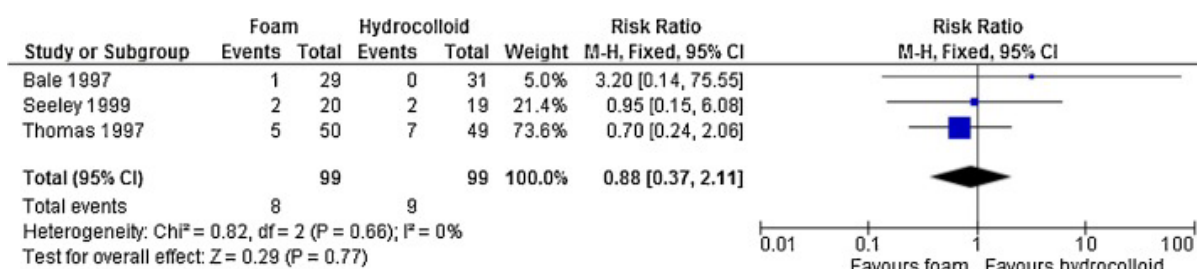 Foam Hydrocolloid Risk Ratio Risk Ratio
Study or Subgroup Events Total Events Total Weight M-H, Fixed, 95% CI M-H, Fixed, 95% CI
Bale 1997 1 29 0 31 5.0% 3.20 [0.14, 75.55]
Seeley 1999 2 20 2 19 21.4% 0.95 [0.15, 6.08]
Thomas 1997 5 50 7 49 73.6% 0.70 [0.24, 2.06]
Total (95% CI) 99 99 100.0% 0.88 [0.37, 2.11]
Total events 8 9
Heterogeneity: Chi² = 0.82, df = 2 (P = 0.66); I² = 0%
Test for overall effect: Z = 0.29 (P = 0.77)
0.01 0.1 1 10 100
Favours foam Favours hydrocolloid